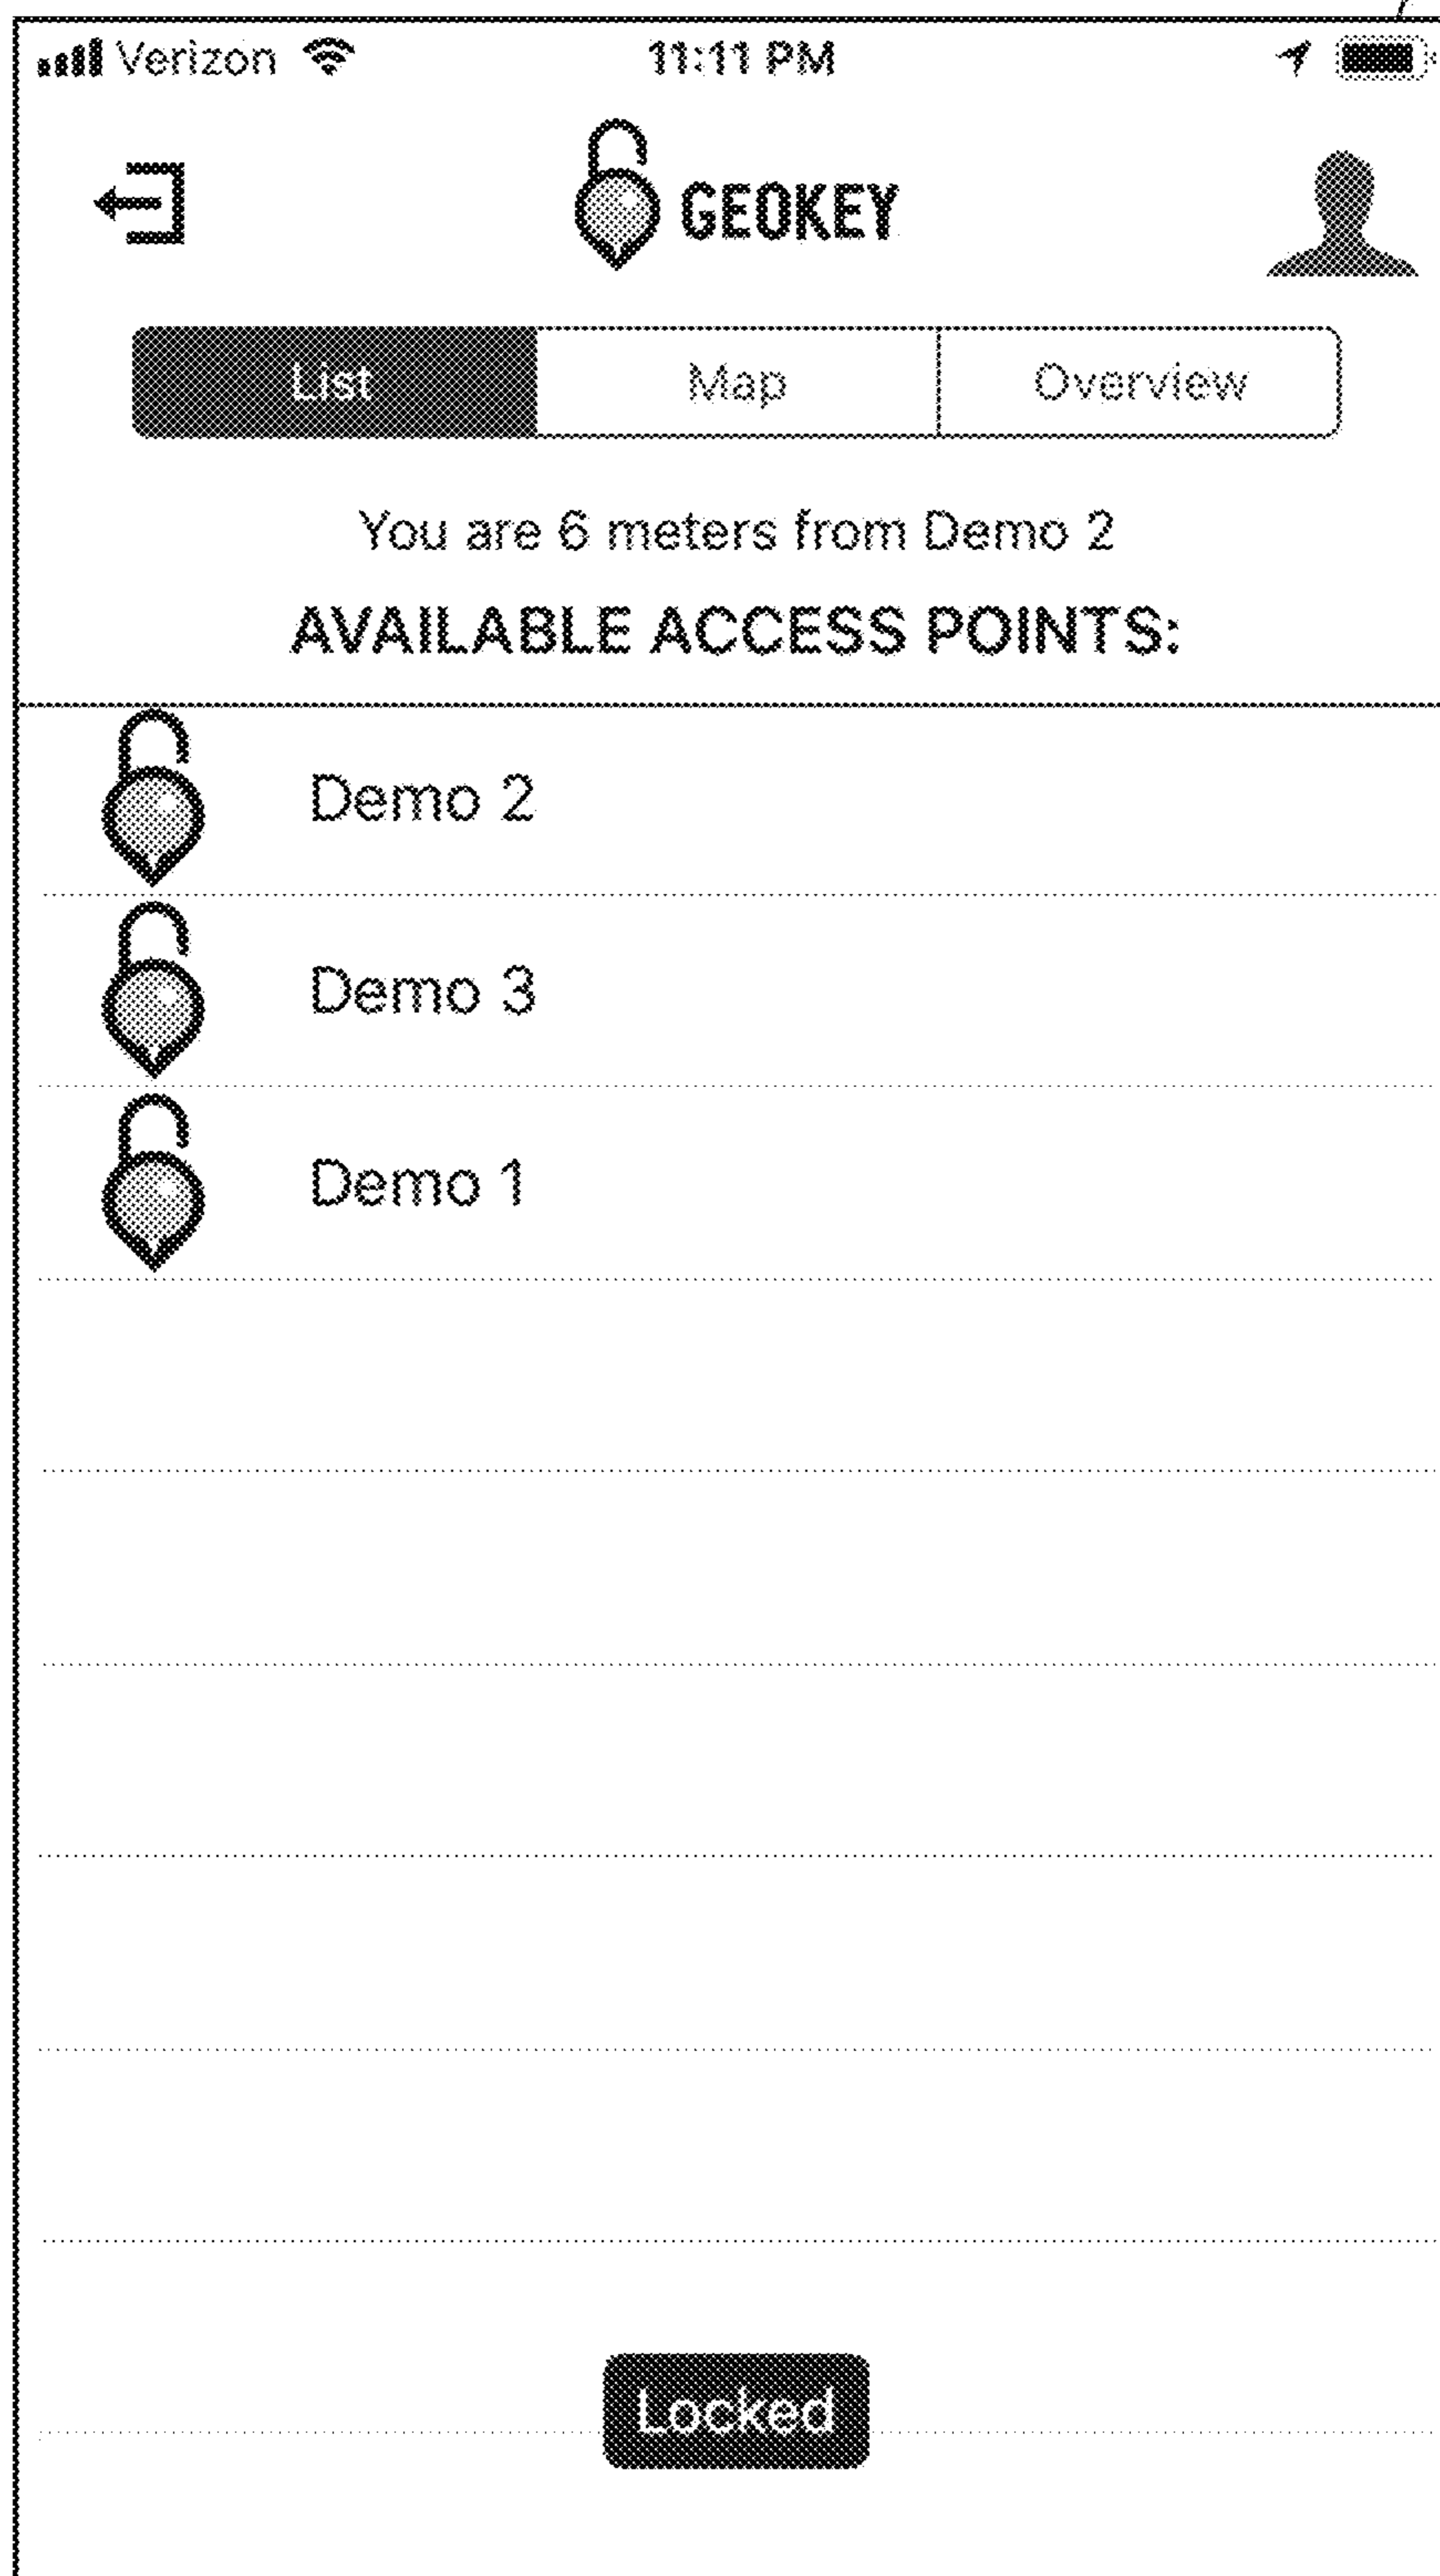 Verizon 11:11 PM
GEOKEY
List Map Overview
You are 6 meters from Demo 2
AVAILABLE ACCESS POINTS:
Demo 2
Demo 3
Demo 1
Locked